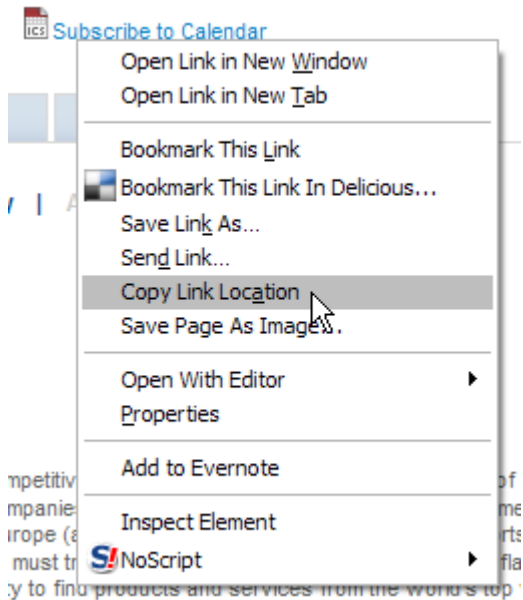 ICS Subscribe to Calendar
Open Link in New Window
Open Link in New Tab
Bookmark This Link
Bookmark This Link In Delicious...
Save Link As...
Send Link...
Copy Link Location
Save Page As Image...
Open With Editor
Properties
Add to Evernote
Inspect Element
S! NoScript
of
must
to find products and services from the world's top